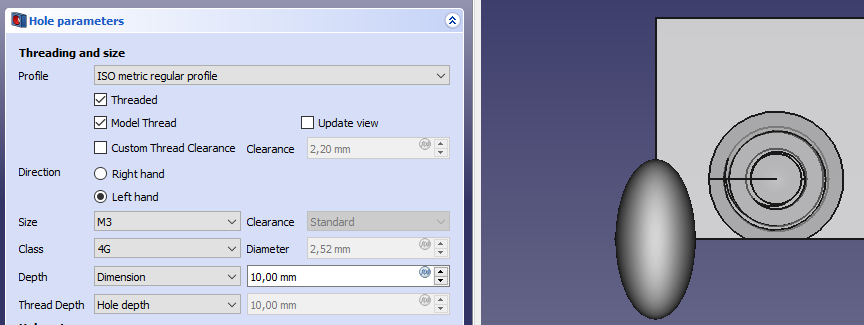 Hole parameters
Threading and size
Profile ISO metric regular profile
Threaded
Model Thread Update view
Custom Thread Clearance Clearance 2,20 mm
Direction Right hand
Left hand
Size M3 Clearance Standard
Class 4G Diameter 2,52 mm
Depth Dimension 10,00 mm
Thread Depth Hole depth 10,00 mm